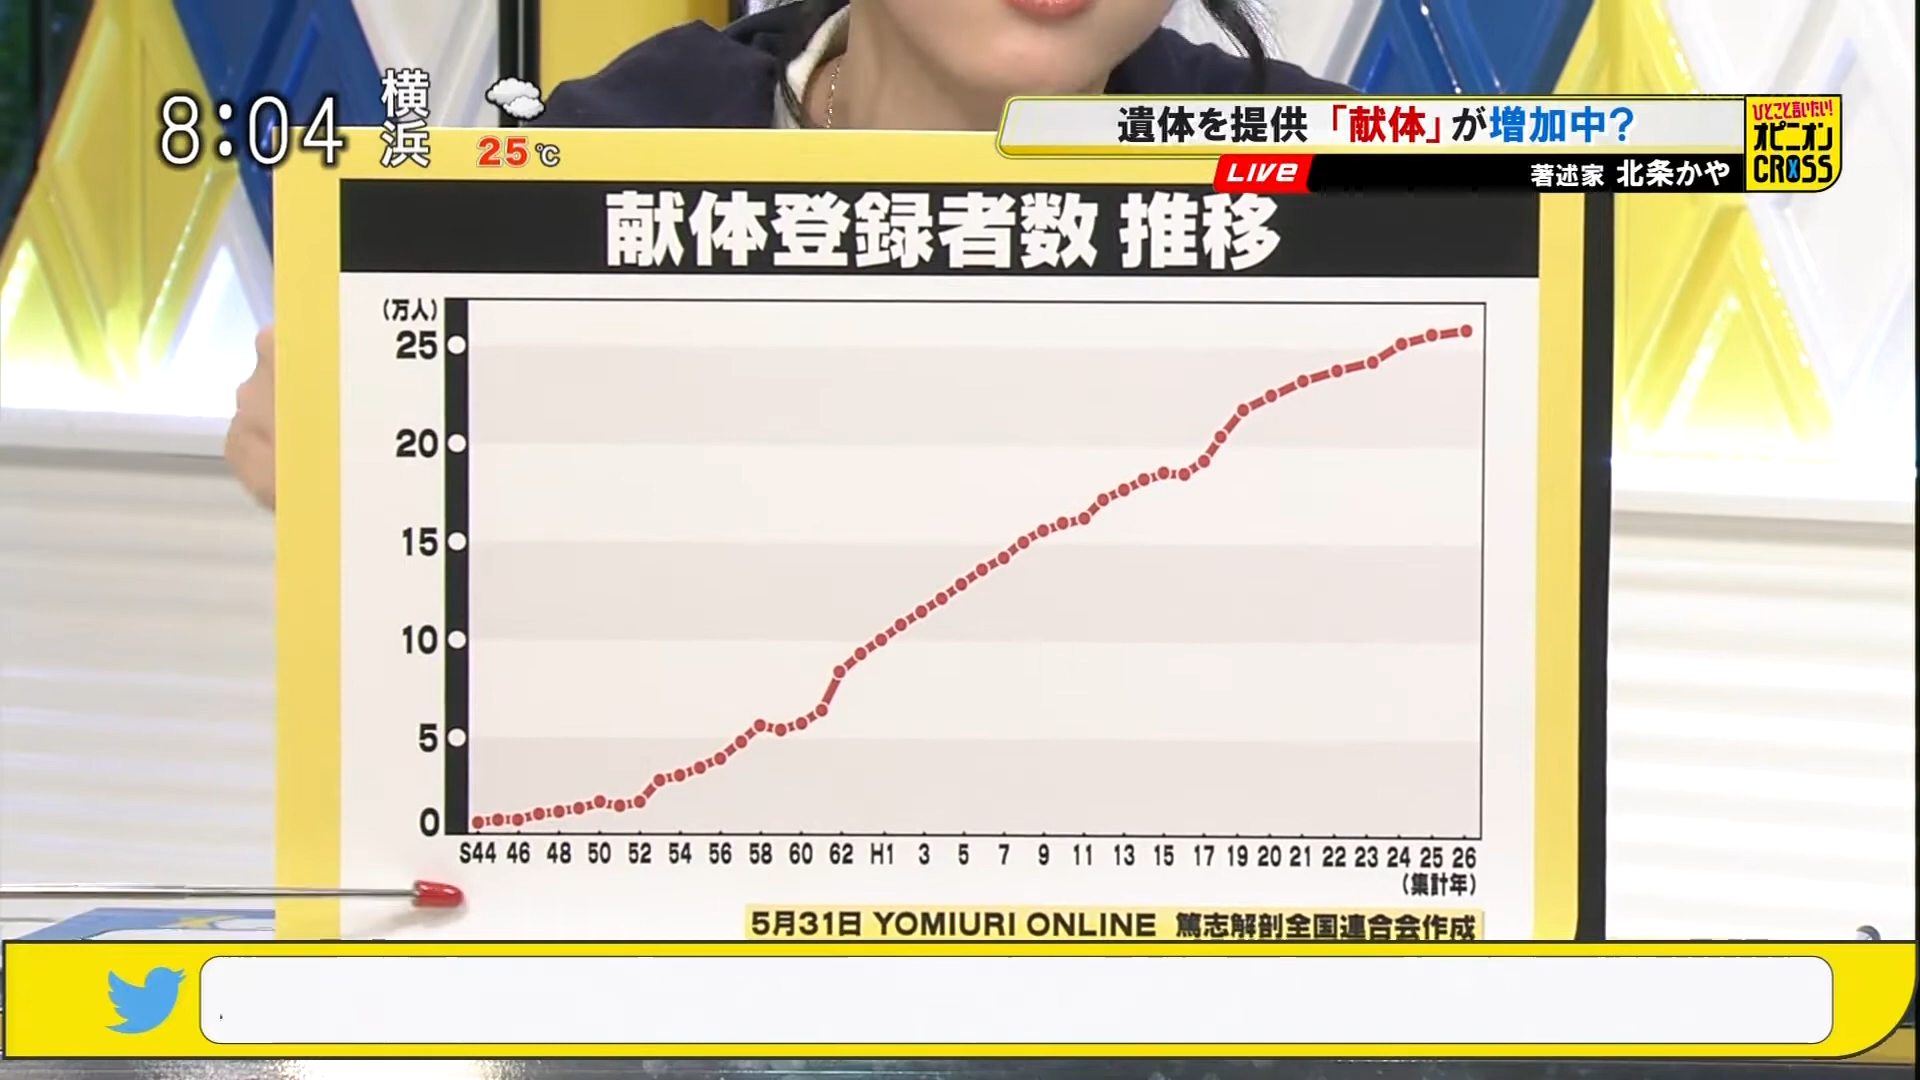 8:04
横浜
25℃
遺体を提供「献体」が増加中?
LIVE
著述家 北条かや
ひとこと言いたい!
オピニオン
CROSS
献体登録者数 推移
(万人)
25
20
15
10
5
0
S44 46 48 50 52 54 56 58 60 62 H1 3 5 7 9 11 13 15 17 19 20 21 22 23 24 25 26
(集計年)
5月31日 YOMIURI ONLINE 篤志解剖全国連合会作成